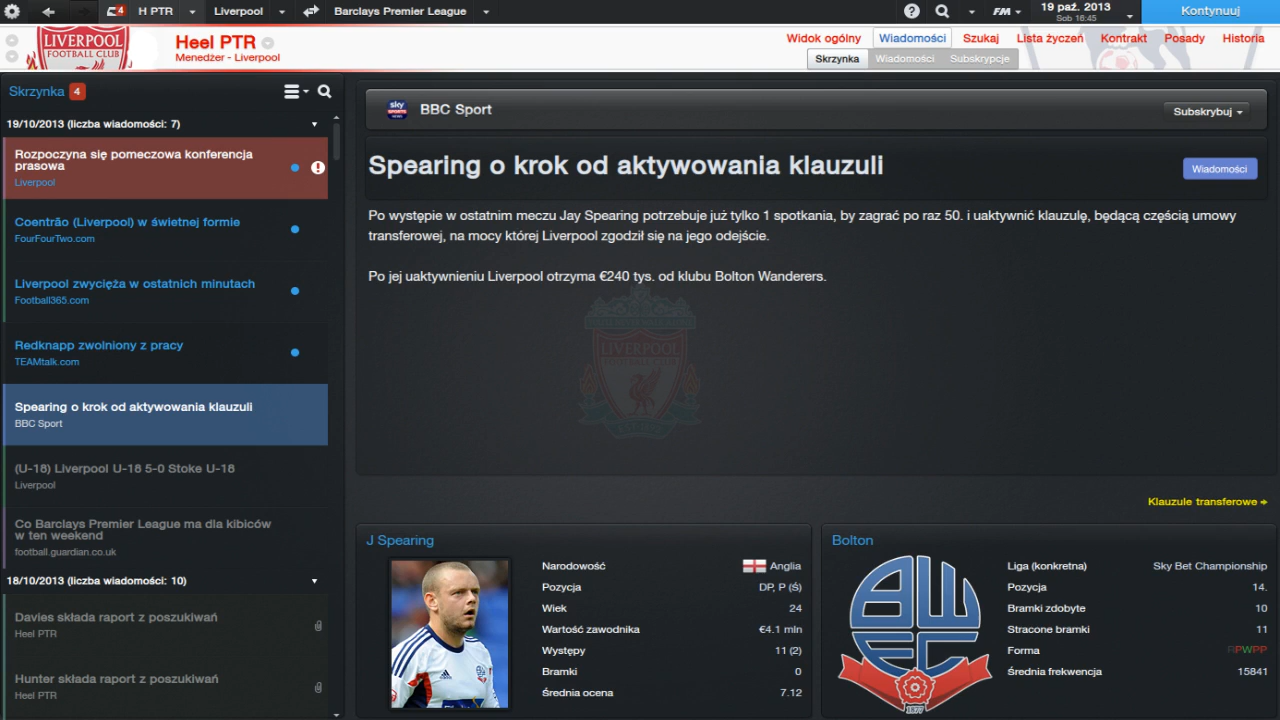 4 H PTR Liverpool Barclays Premier League ? FM 19 paź. 2013 Kontynuuj
Sob 16:45
LIVERPOOL
FOOTBALL CLUB
Heel PTR
Menedżer - Liverpool
Widok ogólny Wiadomości Szukaj Lista życzeń Kontrakt Posady Historia
Skrzynka Wiadomości Subskrypcje
Skrzynka 4
19/10/2013 (liczba wiadomości: 7)
Rozpoczyna się pomeczowa konferencja
prasowa
Liverpool
Coentrão (Liverpool) w świetnej formie
FourFourTwo.com
Liverpool zwycięża w ostatnich minutach
Football365.com
Redknapp zwolniony z pracy
TEAMtalk.com
Spearing o krok od aktywowania klauzuli
BBC Sport
(U-18) Liverpool U-18 5-0 Stoke U-18
Liverpool
Co Barclays Premier League ma dla kibiców
w ten weekend
football.guardian.co.uk
18/10/2013 (liczba wiadomości: 10)
Davies składa raport z poszukiwań
Heel PTR
Hunter składa raport z poszukiwań
Heel PTR
sky
SPORTS
NEWS
BBC Sport
Subskrybuj
Spearing o krok od aktywowania klauzuli
Wiadomości
Po występie w ostatnim meczu Jay Spearing potrzebuje już tylko 1 spotkania, by zagrać po raz 50. i uaktywnić klauzulę, będącą częścią umowy
transferowej, na mocy której Liverpool zgodził się na jego odejście.
Po jej uaktywnieniu Liverpool otrzyma €240 tys. od klubu Bolton Wanderers.
LIVERPOOL
FOOTBALL CLUB
Klauzule transferowe
J Spearing
Narodowość Anglia
Pozycja DP, P (Ś)
Wiek 24
Wartość zawodnika €4.1 mln
Występy 11 (2)
Bramki 0
Średnia ocena 7.12
Bolton
BWFC
1877
Liga (konkretna) Sky Bet Championship
Pozycja 14.
Bramki zdobyte 10
Stracone bramki 11
Forma RPWPP
Średnia frekwencja 15841